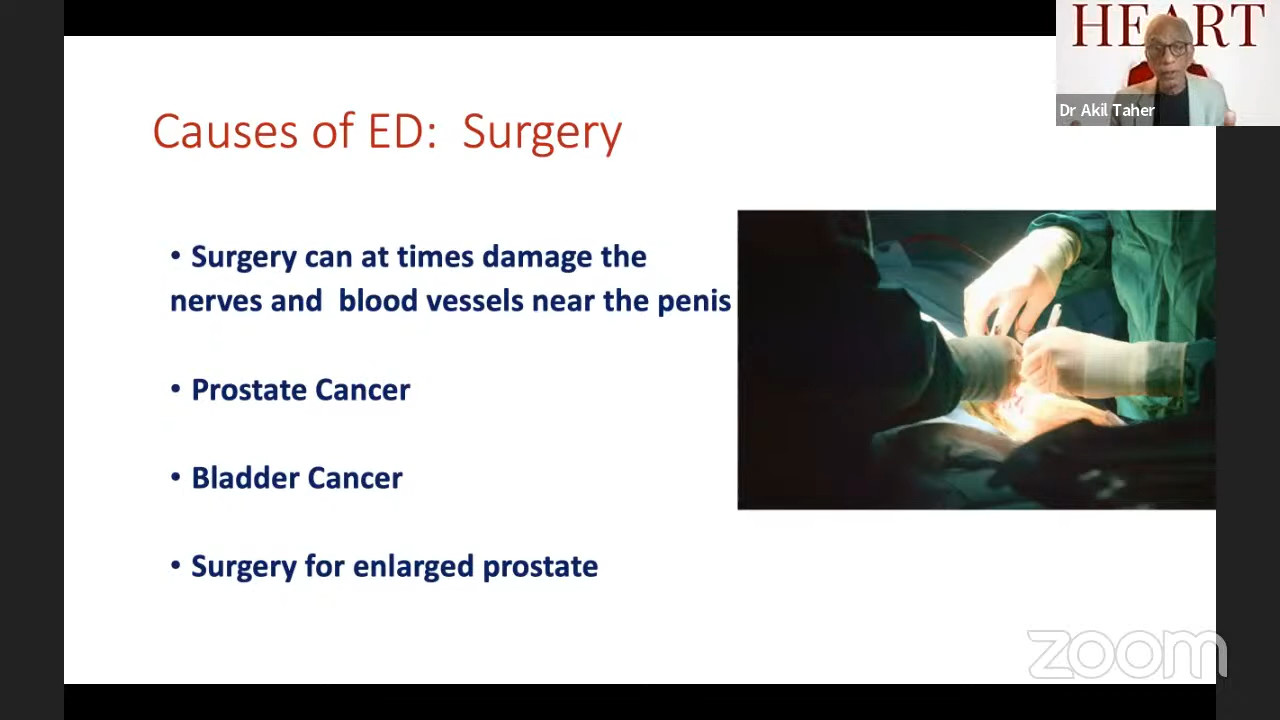 HEART
Dr Akil Taher
Causes of ED: Surgery
• Surgery can at times damage the
nerves and blood vessels near the penis
• Prostate Cancer
• Bladder Cancer
• Surgery for enlarged prostate
zoom